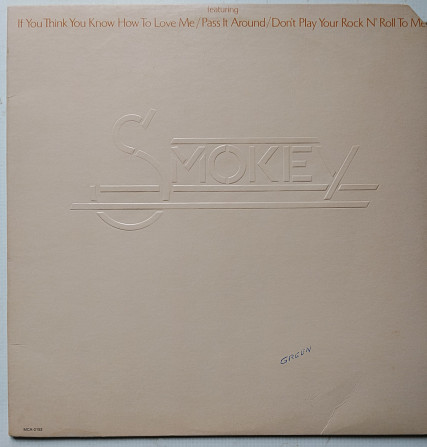 featuring
If You Think You Know How To Love Me/Pass It Around/Don't Play Your Rock N' Roll To Me
SMOKEY
GREEN